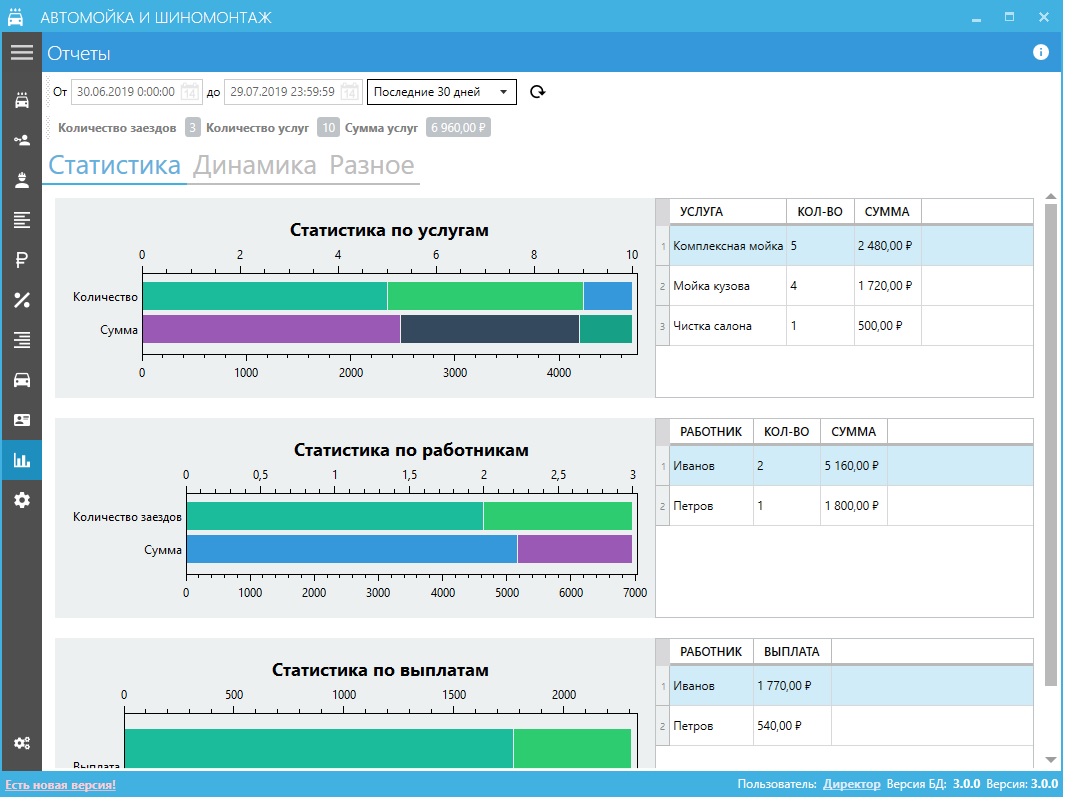 АВТОМОЙКА И ШИНОМОНТАЖ
Отчеты
От 30.06.2019 0:00:00 14 до 29.07.2019 23:59:59 14 Последние 30 дней
Количество заездов 3 Количество услуг 10 Сумма услуг 6 960,00 ₽
Статистика Динамика Разное
Статистика по услугам
0 2 4 6 8 10
Количество
Сумма
0 1000 2000 3000 4000
УСЛУГА КОЛ-ВО СУММА
1 Комплексная мойка 5 2 480,00 ₽
2 Мойка кузова 4 1 720,00 ₽
3 Чистка салона 1 500,00 ₽
Статистика по работникам
0 0,5 1 1,5 2 2,5 3
Количество заездов
Сумма
0 1000 2000 3000 4000 5000 6000 7000
РАБОТНИК КОЛ-ВО СУММА
1 Иванов 2 5 160,00 ₽
2 Петров 1 1 800,00 ₽
Статистика по выплатам
0 500 1000 1500 2000
Выплата
РАБОТНИК ВЫПЛАТА
1 Иванов 1 770,00 ₽
2 Петров 540,00 ₽
Есть новая версия!
Пользователь: Директор Версия БД: 3.0.0 Версия: 3.0.0